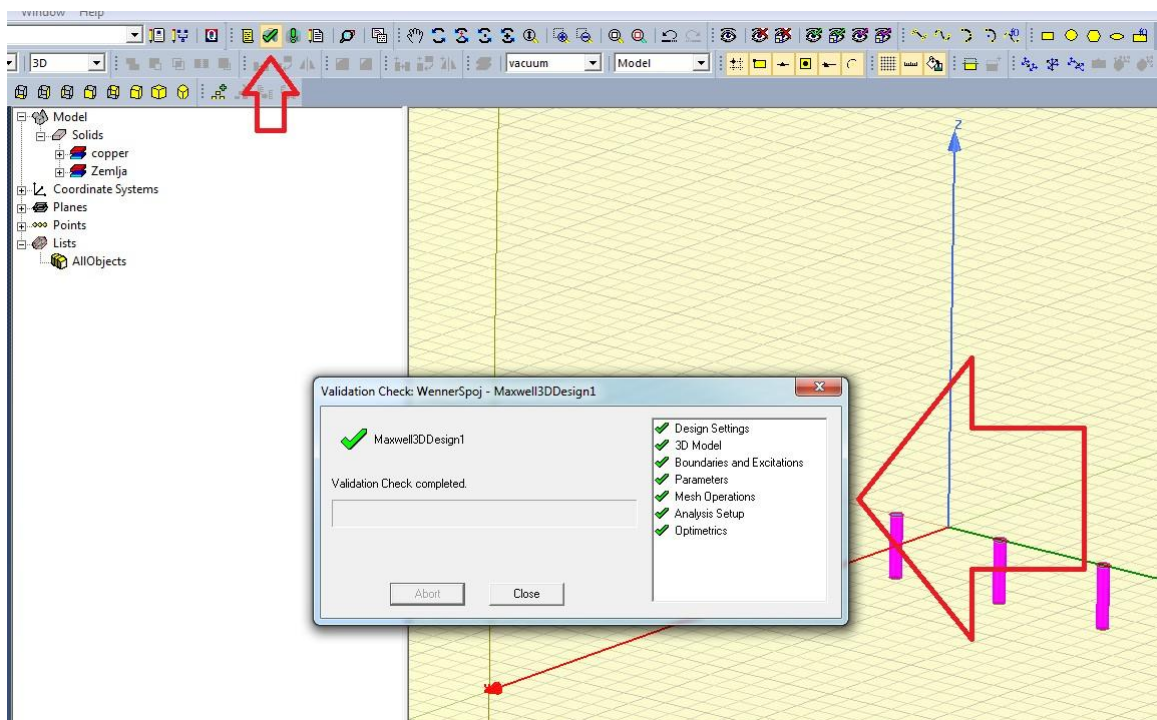 Window Help
3D
vacuum
Model
Model
Solids
copper
Zemlja
Coordinate Systems
Planes
Points
Lists
AllObjects
Z
Validation Check: WennerSpoj - Maxwell3DDesign1
Maxwell3DDesign1
Validation Check completed.
Design Settings
3D Model
Boundaries and Excitations
Parameters
Mesh Operations
Analysis Setup
Optimetrics
Abort
Close